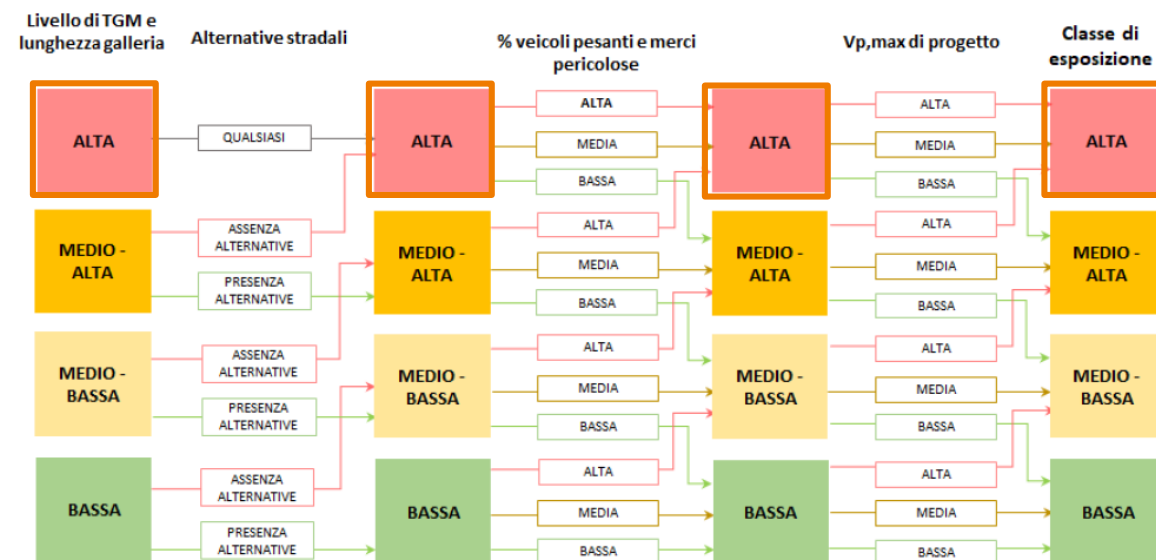 Livello di TGM e
lunghezza galleria
Alternative stradali
% veicoli pesanti e merci
pericolose
Vp,max di progetto
Classe di
esposizione
ALTA
QUALSIASI
ALTA
ALTA
MEDIA
BASSA
ALTA
ALTA
MEDIA
BASSA
ALTA
MEDIO -
ALTA
ASSENZA
ALTERNATIVE
PRESENZA
ALTERNATIVE
MEDIO -
ALTA
ALTA
MEDIA
BASSA
MEDIO -
ALTA
ALTA
MEDIA
BASSA
MEDIO -
ALTA
MEDIO -
BASSA
ASSENZA
ALTERNATIVE
PRESENZA
ALTERNATIVE
MEDIO -
BASSA
ALTA
MEDIA
BASSA
MEDIO -
BASSA
ALTA
MEDIA
BASSA
MEDIO -
BASSA
BASSA
ASSENZA
ALTERNATIVE
PRESENZA
ALTERNATIVE
BASSA
ALTA
MEDIA
BASSA
BASSA
ALTA
MEDIA
BASSA
BASSA